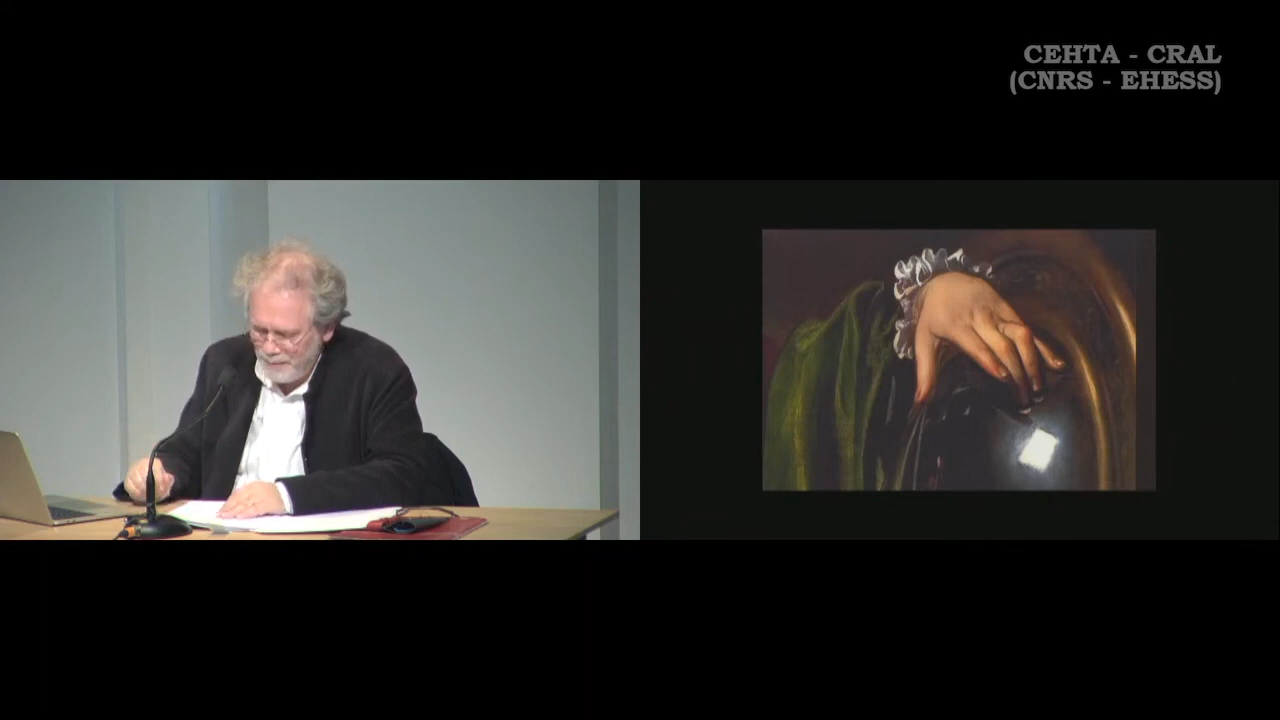 CEHTA - CRAL
(CNRS - EHESS)